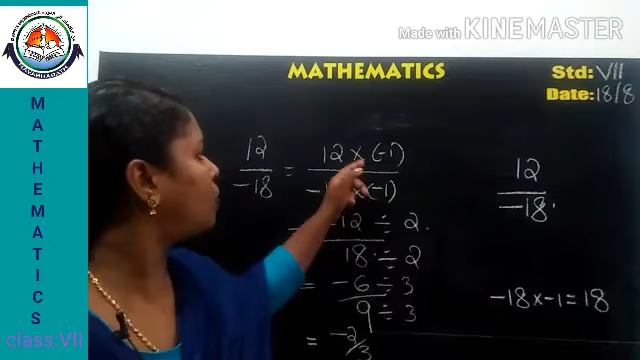 Made with KINEMASTER
MATHEMATICS
Std: VII
Date: 18/8
M
A
T
H
E
M
A
T
I
C
S
class:VII
12/-18 = 12 × (-1)/ × (-1)
= -12 ÷ 2/18 ÷ 2
= -6 ÷ 3/9 ÷ 3
= -2/3
12/-18
-18 × -1 = 18